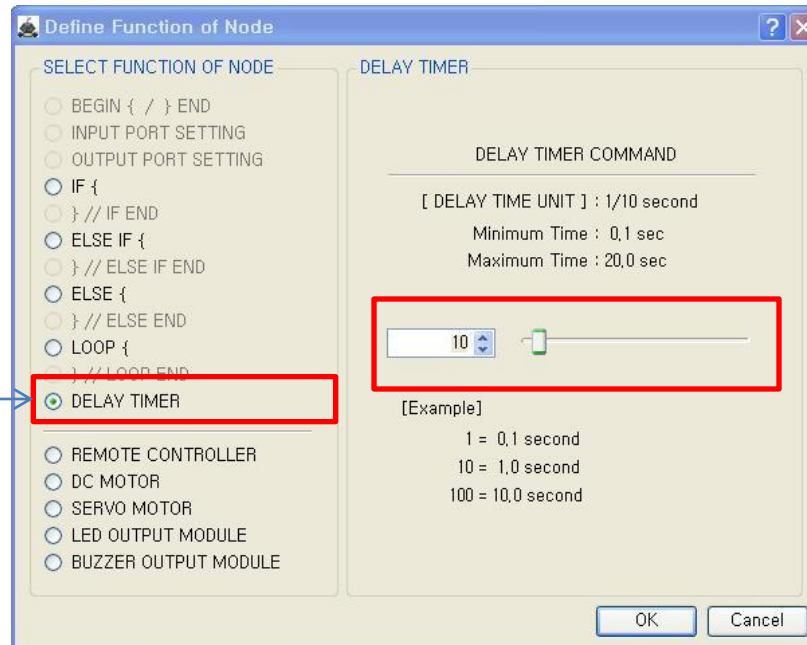 Define Function of Node
SELECT FUNCTION OF NODE
BEGIN { / } END
INPUT PORT SETTING
OUTPUT PORT SETTING
IF {
} // IF END
ELSE IF {
} // ELSE IF END
ELSE {
} // ELSE END
LOOP {
} // LOOP END
DELAY TIMER
REMOTE CONTROLLER
DC MOTOR
SERVO MOTOR
LED OUTPUT MODULE
BUZZER OUTPUT MODULE
DELAY TIMER
DELAY TIMER COMMAND
[ DELAY TIME UNIT ] : 1/10 second
Minimum Time : 0,1 sec
Maximum Time : 20,0 sec
10
[Example]
1 = 0,1 second
10 = 1,0 second
100 = 10,0 second
OK
Cancel